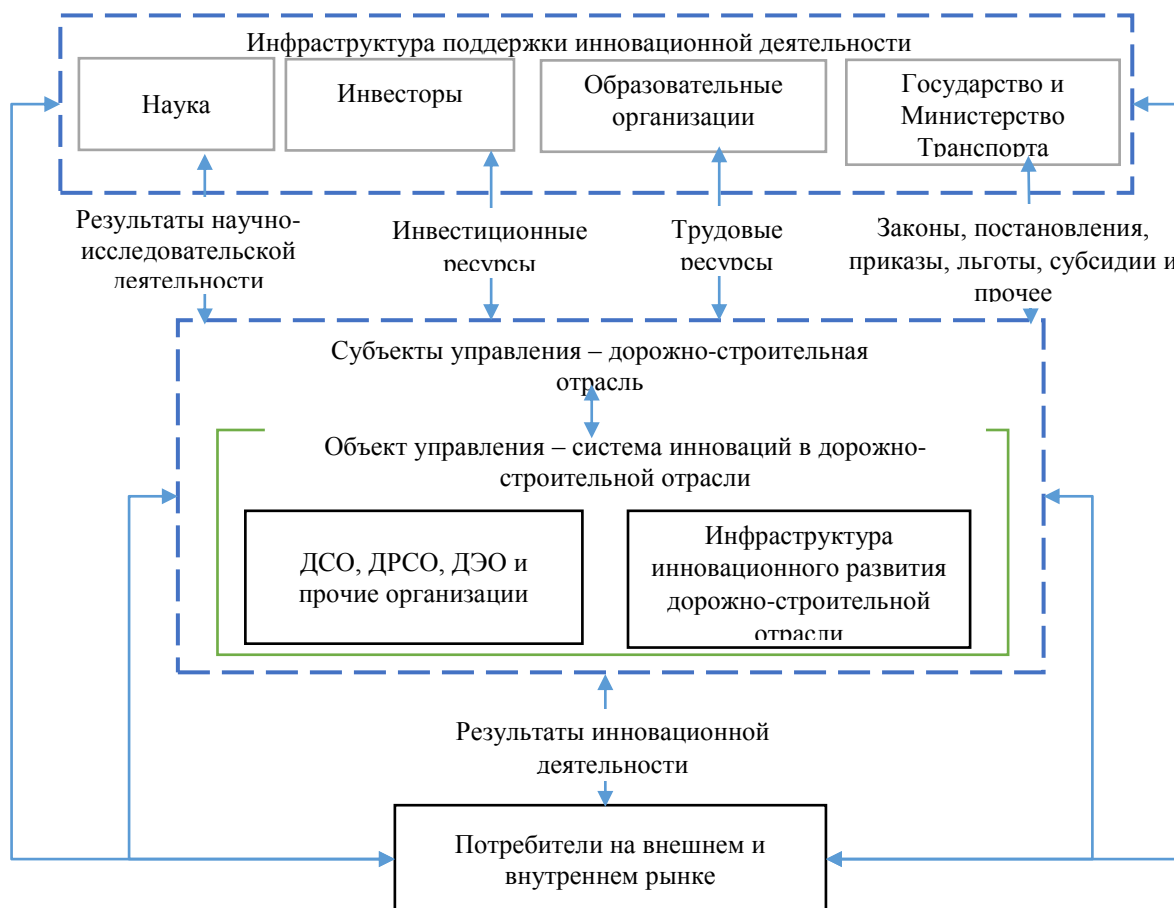 Инфраструктура поддержки инновационной деятельности
Наука
Инвесторы
Образовательные
организации
Государство и
Министерство
Транспорта
Результаты научно-
исследовательской
деятельности
Инвестиционные
ресурсы
Трудовые
ресурсы
Законы, постановления,
приказы, льготы, субсидии и
прочее
Субъекты управления – дорожно-строительная
отрасль
Объект управления – система инноваций в дорожно-
строительной отрасли
ДСО, ДРСО, ДЭО и
прочие организации
Инфраструктура
инновационного развития
дорожно-строительной
отрасли
Результаты инновационной
деятельности
Потребители на внешнем и
внутреннем рынке